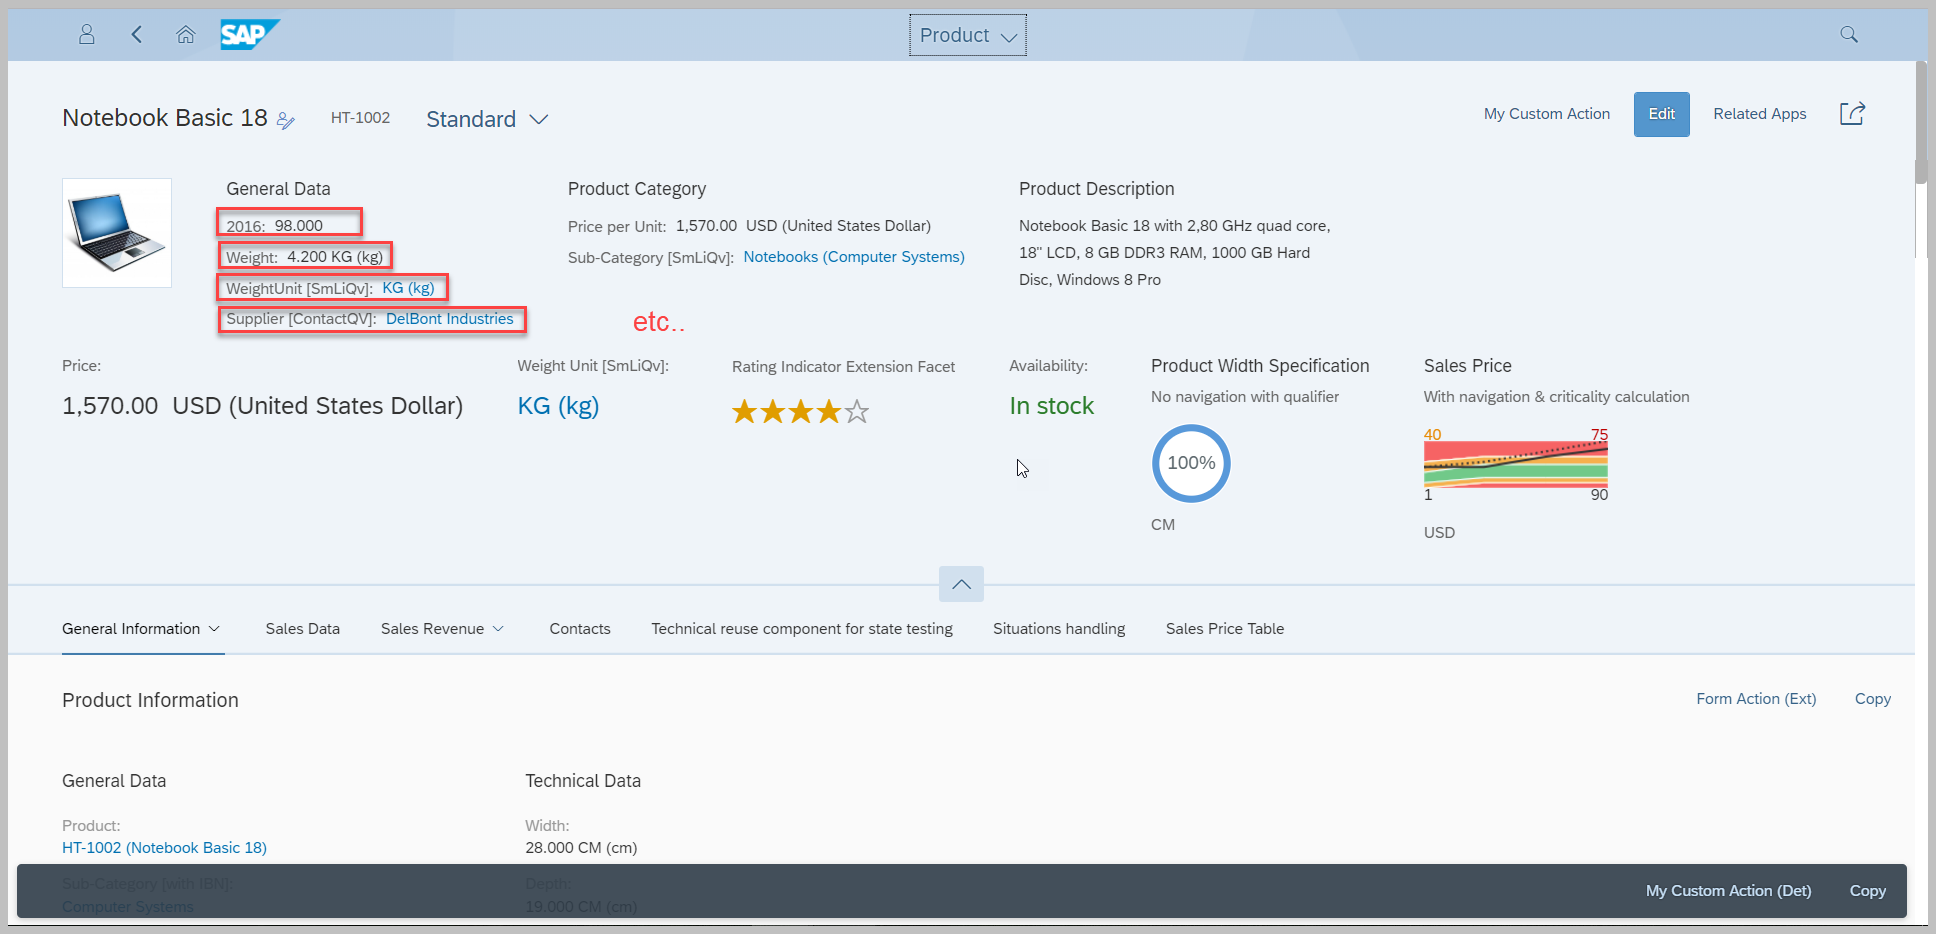 SAP
Product
Notebook Basic 18
HT-1002
Standard
My Custom Action
Edit
Related Apps
General Data
2016: 98.000
Weight: 4.200 KG (kg)
WeightUnit [SmLiQv]: KG (kg)
Supplier [ContactQV]: DelBont Industries
Product Category
Price per Unit: 1,570.00 USD (United States Dollar)
Sub-Category [SmLiQv]: Notebooks (Computer Systems)
Product Description
Notebook Basic 18 with 2,80 GHz quad core,
18" LCD, 8 GB DDR3 RAM, 1000 GB Hard
Disc, Windows 8 Pro
etc..
Price:
1,570.00 USD (United States Dollar)
Weight Unit [SmLiQv]:
KG (kg)
Rating Indicator Extension Facet
Availability:
In stock
Product Width Specification
No navigation with qualifier
100%
CM
Sales Price
With navigation & criticality calculation
40 75
1 90
USD
General Information
Sales Data
Sales Revenue
Contacts
Technical reuse component for state testing
Situations handling
Sales Price Table
Product Information
Form Action (Ext)
Copy
General Data
Product:
HT-1002 (Notebook Basic 18)
Sub-Category [with IBN]:
Computer Systems
Technical Data
Width:
28.000 CM (cm)
Depth:
19.000 CM (cm)
My Custom Action (Det)
Copy